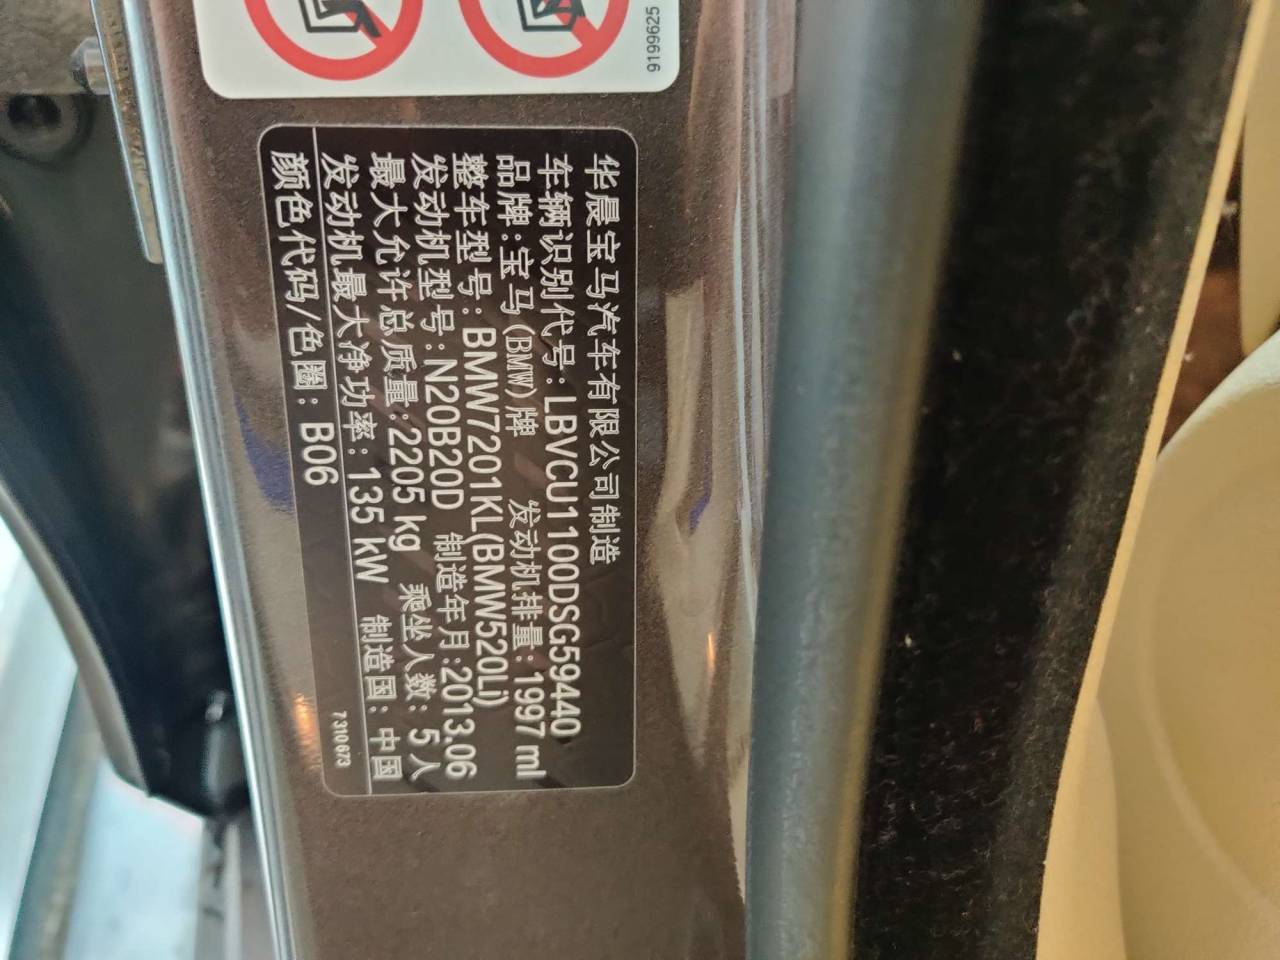 9199625
华晨宝马汽车有限公司制造
车辆识别代号:LBVCU1100DSG59440
品牌:宝马(BMW)牌 发动机排量:1997 ml
整车型号:BMW7201KL(BMW520Li)
发动机型号:N20B20D 制造年月:2013.06
最大允许总质量:2205 kg 乘坐人数: 5人
发动机最大净功率:135 kW 制造国: 中国
颜色代码/色圈: B06
7310673